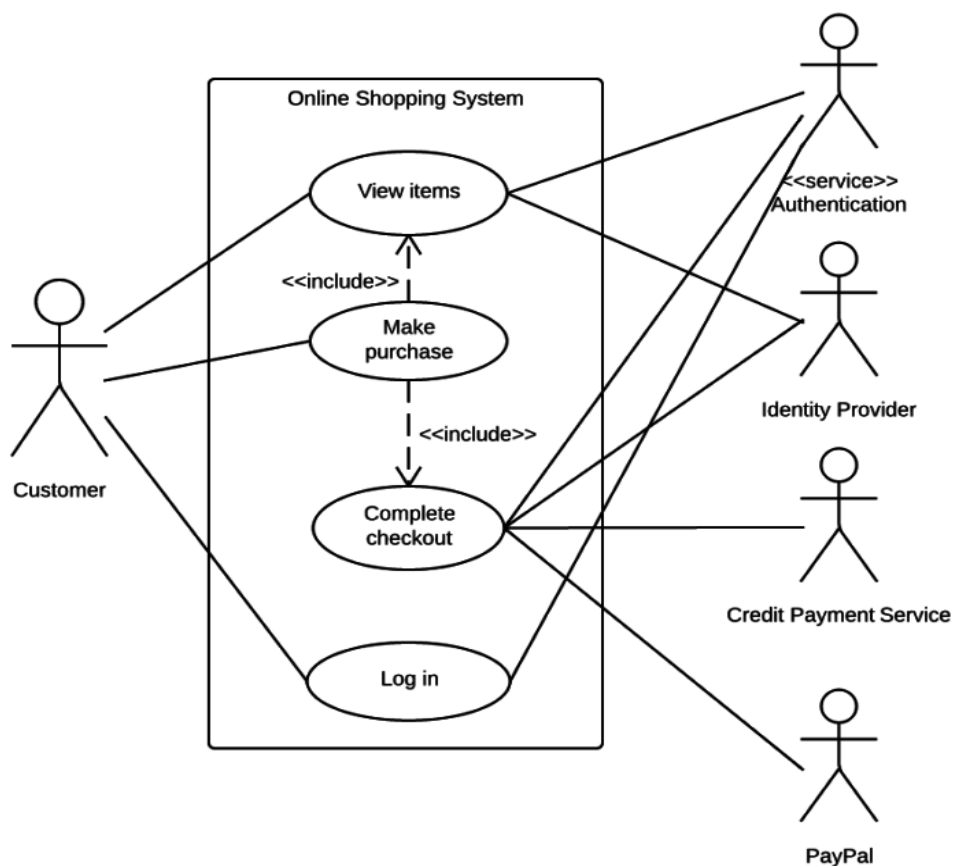 Online Shopping System
View items
<<service>>
Authentication
<<include>>
Make
purchase
Identity Provider
<<include>>
Customer
Complete
checkout
Credit Payment Service
Log in
PayPal